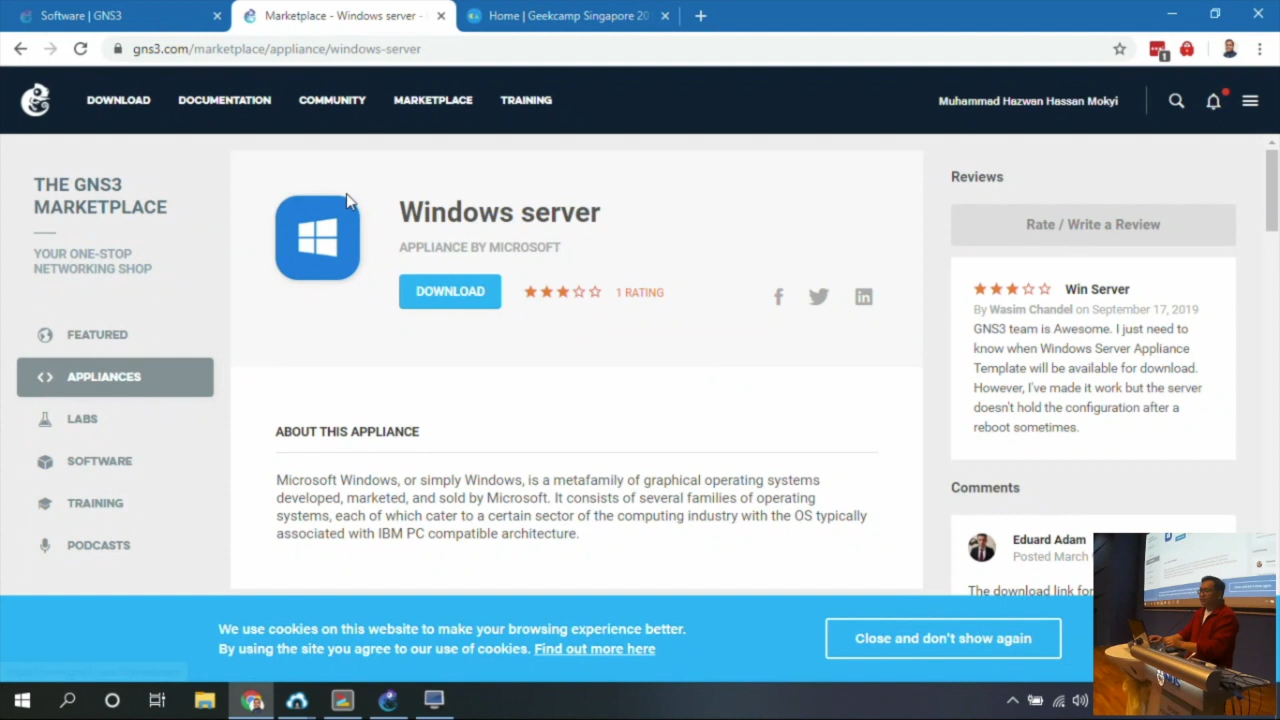 Software | GNS3
Marketplace - Windows server -
Home | Geekcamp Singapore 20
gns3.com/marketplace/appliance/windows-server
1
DOWNLOAD
DOCUMENTATION
COMMUNITY
MARKETPLACE
TRAINING
Muhammad Hazwan Hassan Mokyi
THE GNS3
MARKETPLACE
YOUR ONE-STOP
NETWORKING SHOP
FEATURED
APPLIANCES
LABS
SOFTWARE
TRAINING
PODCASTS
Windows server
APPLIANCE BY MICROSOFT
DOWNLOAD
1 RATING
ABOUT THIS APPLIANCE
Microsoft Windows, or simply Windows, is a metafamily of graphical operating systems
developed, marketed, and sold by Microsoft. It consists of several families of operating
systems, each of which cater to a certain sector of the computing industry with the OS typically
associated with IBM PC compatible architecture.
Reviews
Rate / Write a Review
Win Server
By Wasim Chandel on September 17, 2019
GNS3 team is Awesome. I just need to
know when Windows Server Appliance
Template will be available for download.
However, I've made it work but the server
doesn't hold the configuration after a
reboot sometimes.
Comments
Eduard Adam
Posted March
The download link for
We use cookies on this website to make your browsing experience better.
By using the site you agree to our use of cookies. Find out more here
Close and don't show again